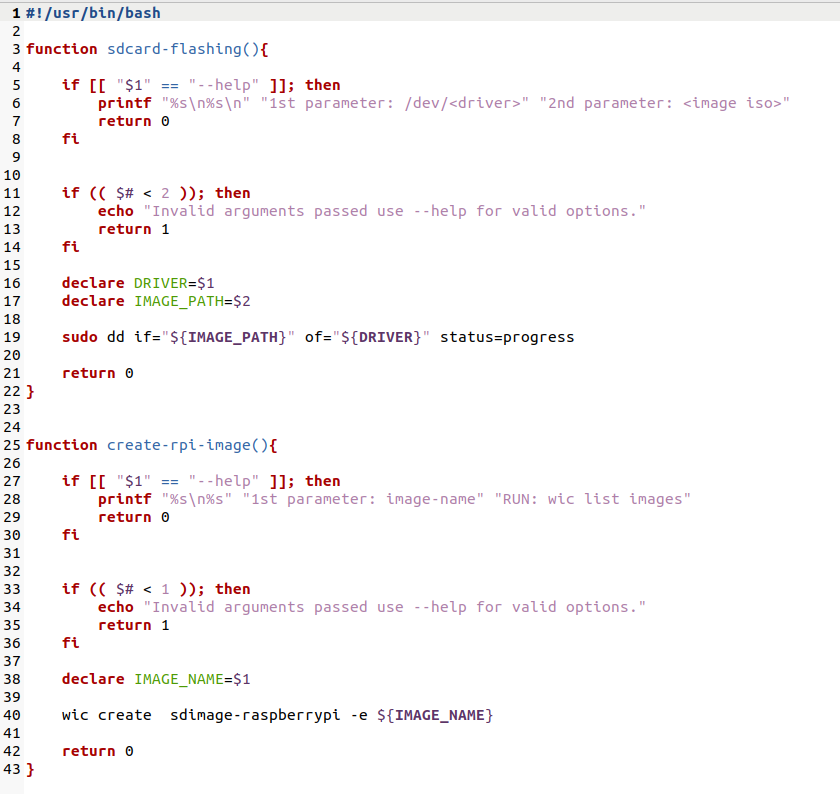 1 #!/usr/bin/bash
2
3 function sdcard-flashing(){
4
5     if [[ "$1" == "--help" ]]; then
6         printf "%s\n%s\n" "1st parameter: /dev/<driver>" "2nd parameter: <image iso>"
7         return 0
8     fi
9
10
11     if (( $# < 2 )); then
12         echo "Invalid arguments passed use --help for valid options."
13         return 1
14     fi
15
16     declare DRIVER=$1
17     declare IMAGE_PATH=$2
18
19     sudo dd if="${IMAGE_PATH}" of="${DRIVER}" status=progress
20
21     return 0
22 }
23
24
25 function create-rpi-image(){
26
27     if [[ "$1" == "--help" ]]; then
28         printf "%s\n%s" "1st parameter: image-name" "RUN: wic list images"
29         return 0
30     fi
31
32
33     if (( $# < 1 )); then
34         echo "Invalid arguments passed use --help for valid options."
35         return 1
36     fi
37
38     declare IMAGE_NAME=$1
39
40     wic create  sdimage-raspberrypi -e ${IMAGE_NAME}
41
42     return 0
43 }